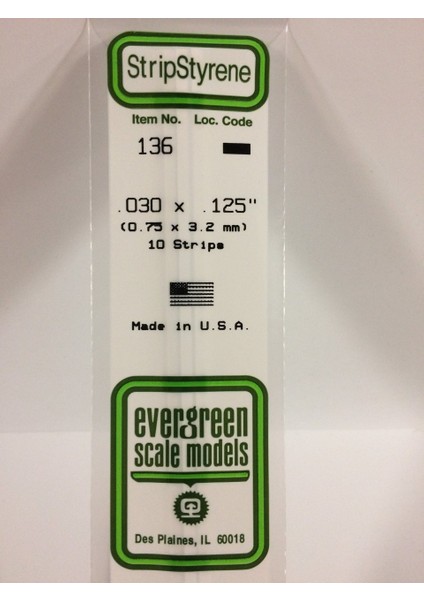 StripStyrene
Item No. Loc. Code
136
.030 x .125"
(0.75 x 3.2 mm)
10 Strips
Made in U.S.A.
evergreen
scale models
Des Plaines, IL 60018